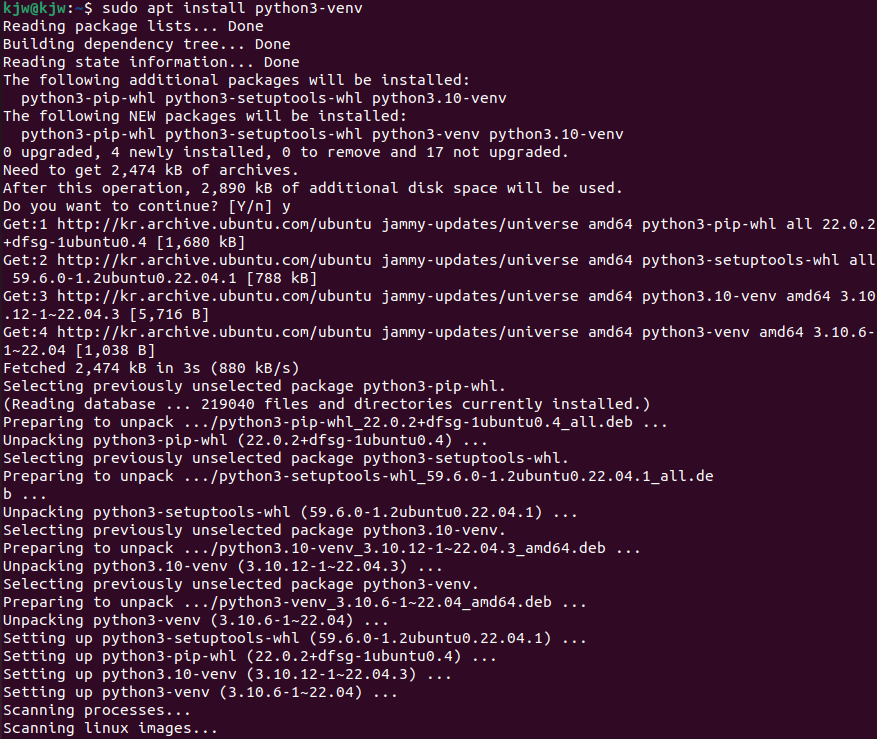 kjw@kjw:~$ sudo apt install python3-venv
Reading package lists... Done
Building dependency tree... Done
Reading state information... Done
The following additional packages will be installed:
  python3-pip-whl python3-setuptools-whl python3.10-venv
The following NEW packages will be installed:
  python3-pip-whl python3-setuptools-whl python3-venv python3.10-venv
0 upgraded, 4 newly installed, 0 to remove and 17 not upgraded.
Need to get 2,474 kB of archives.
After this operation, 2,890 kB of additional disk space will be used.
Do you want to continue? [Y/n] y
Get:1 http://kr.archive.ubuntu.com/ubuntu jammy-updates/universe amd64 python3-pip-whl all 22.0.2
+dfsg-1ubuntu0.4 [1,680 kB]
Get:2 http://kr.archive.ubuntu.com/ubuntu jammy-updates/universe amd64 python3-setuptools-whl all
 59.6.0-1.2ubuntu0.22.04.1 [788 kB]
Get:3 http://kr.archive.ubuntu.com/ubuntu jammy-updates/universe amd64 python3.10-venv amd64 3.10
.12-1~22.04.3 [5,716 B]
Get:4 http://kr.archive.ubuntu.com/ubuntu jammy-updates/universe amd64 python3-venv amd64 3.10.6-
1~22.04 [1,038 B]
Fetched 2,474 kB in 3s (880 kB/s)
Selecting previously unselected package python3-pip-whl.
(Reading database ... 219040 files and directories currently installed.)
Preparing to unpack .../python3-pip-whl_22.0.2+dfsg-1ubuntu0.4_all.deb ...
Unpacking python3-pip-whl (22.0.2+dfsg-1ubuntu0.4) ...
Selecting previously unselected package python3-setuptools-whl.
Preparing to unpack .../python3-setuptools-whl_59.6.0-1.2ubuntu0.22.04.1_all.de
b ...
Unpacking python3-setuptools-whl (59.6.0-1.2ubuntu0.22.04.1) ...
Selecting previously unselected package python3.10-venv.
Preparing to unpack .../python3.10-venv_3.10.12-1~22.04.3_amd64.deb ...
Unpacking python3.10-venv (3.10.12-1~22.04.3) ...
Selecting previously unselected package python3-venv.
Preparing to unpack .../python3-venv_3.10.6-1~22.04_amd64.deb ...
Unpacking python3-venv (3.10.6-1~22.04) ...
Setting up python3-setuptools-whl (59.6.0-1.2ubuntu0.22.04.1) ...
Setting up python3-pip-whl (22.0.2+dfsg-1ubuntu0.4) ...
Setting up python3.10-venv (3.10.12-1~22.04.3) ...
Setting up python3-venv (3.10.6-1~22.04) ...
Scanning processes...
Scanning linux images...